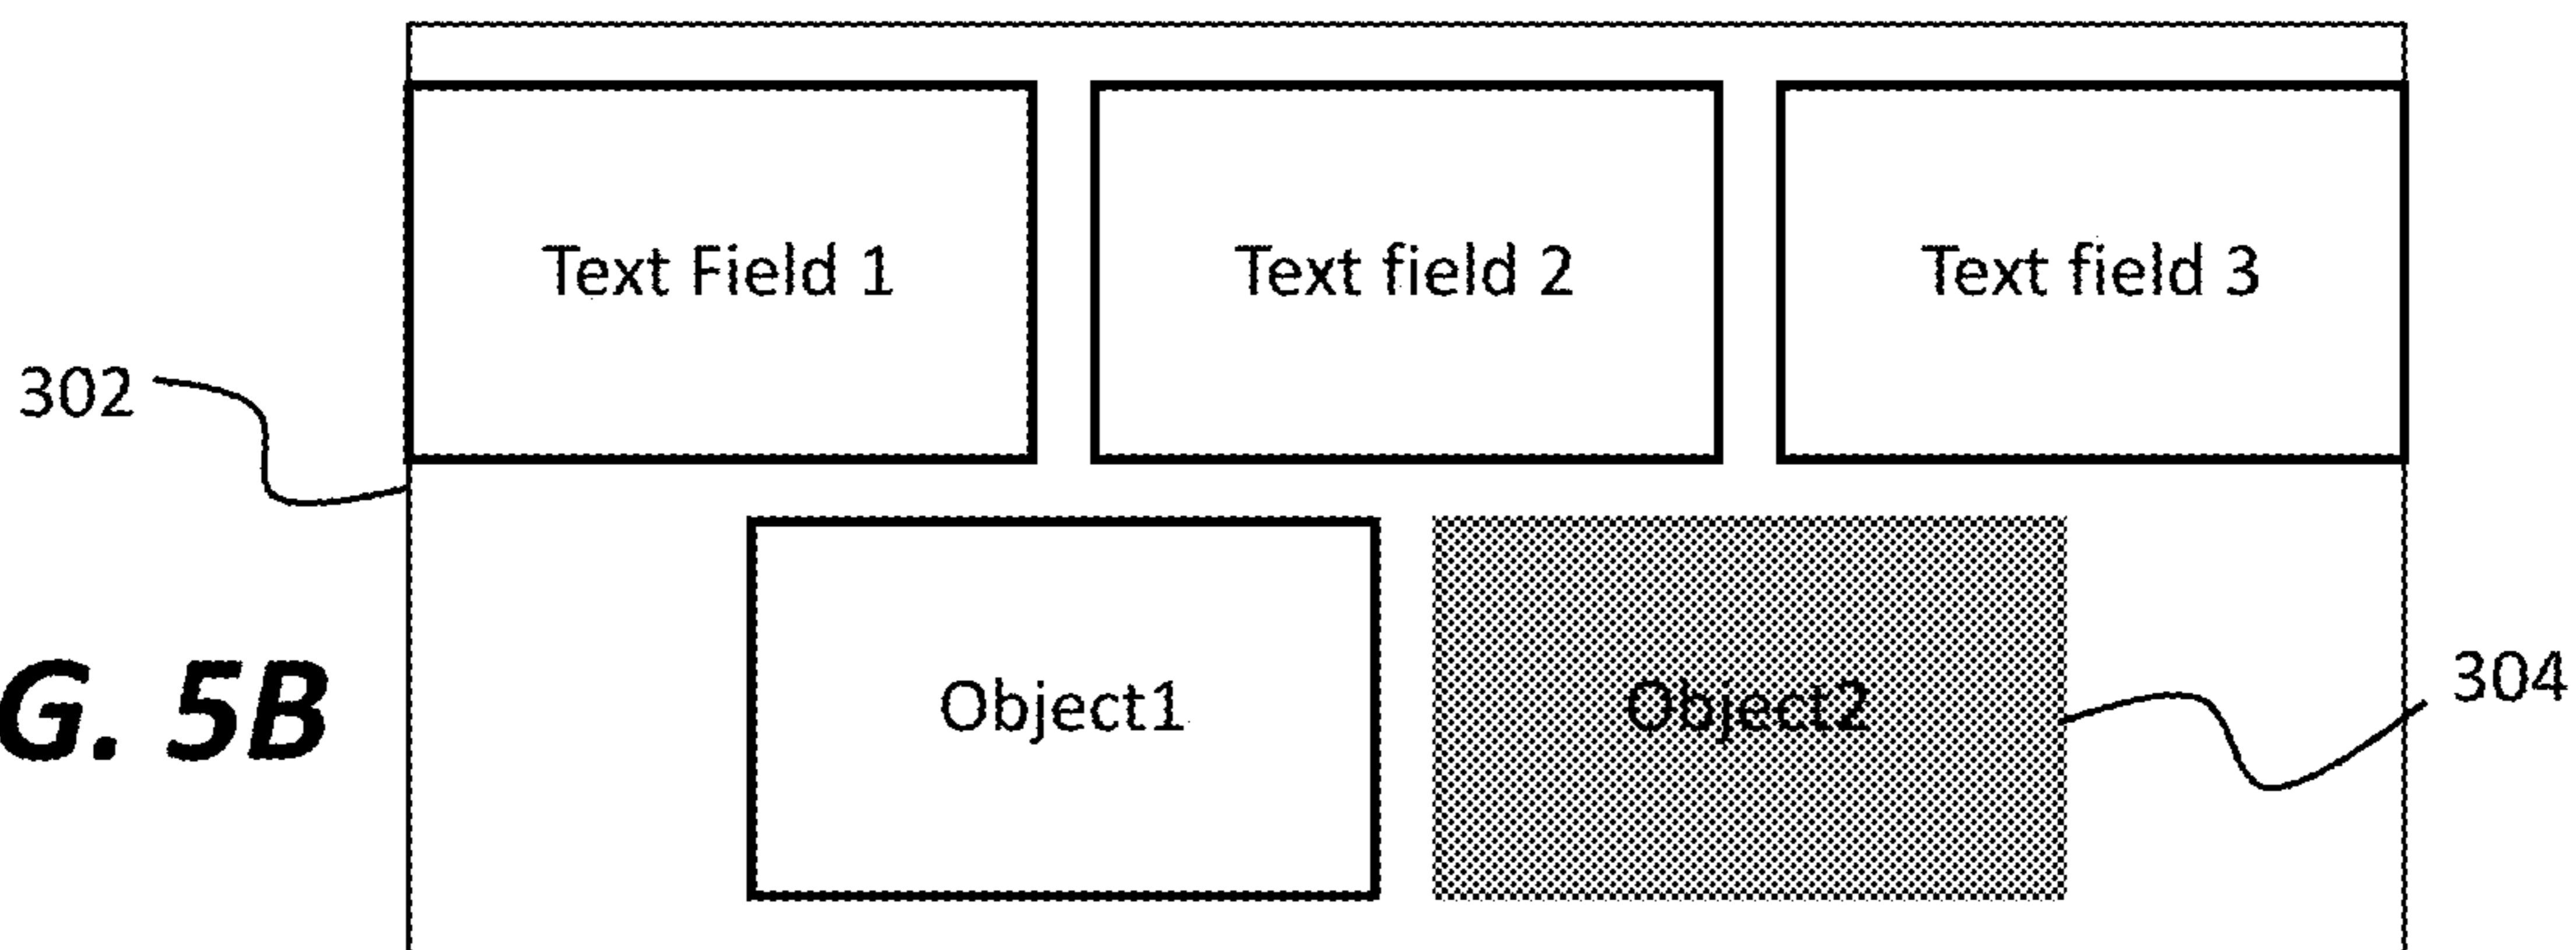 Text Field 1 Text field 2 Text field 3
302
Object1 Object2
304
G. 5B